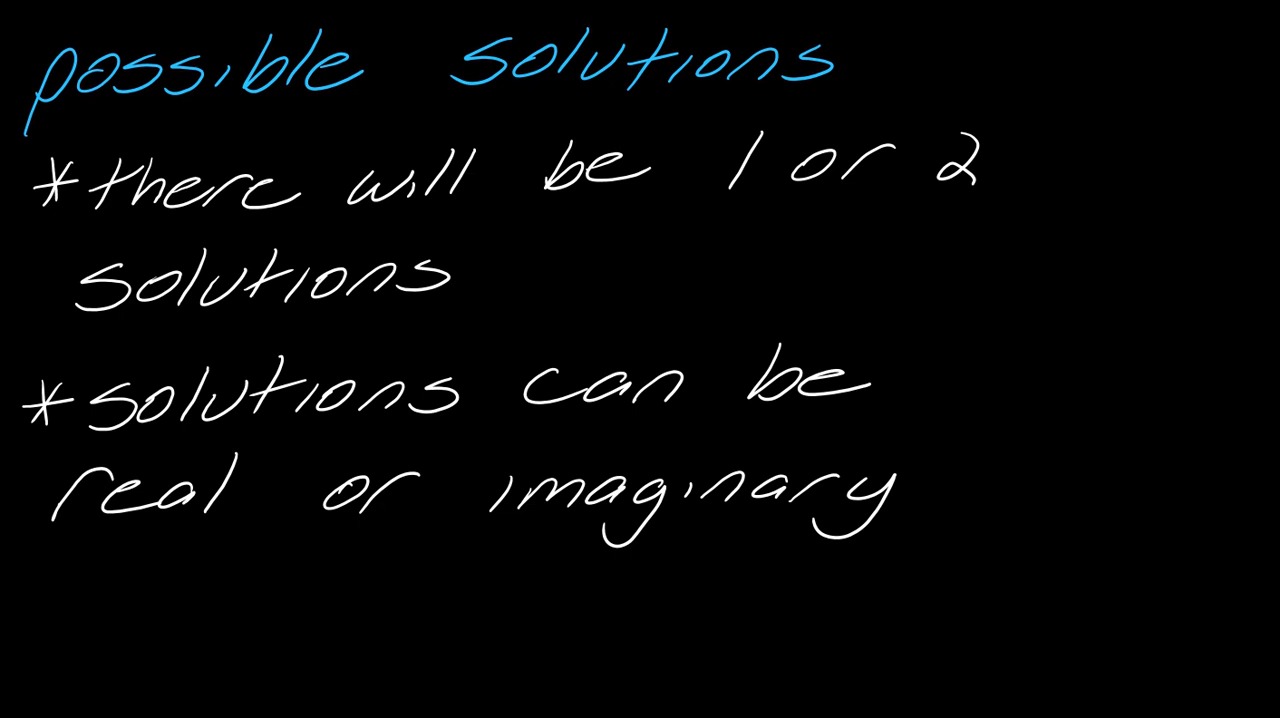 possible solutions
*there will be 1 or 2
solutions
*solutions can be
real or imaginary